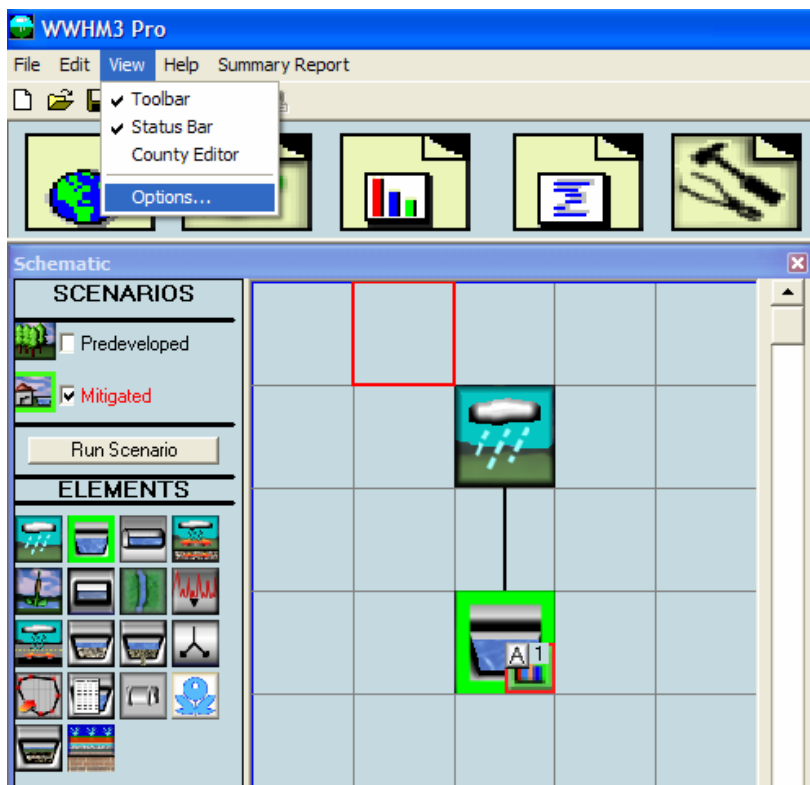 WWHM3 Pro
File Edit View Help Summary Report
Toolbar
Status Bar
County Editor
Options...
Schematic
SCENARIOS
Predeveloped
Mitigated
Run Scenario
ELEMENTS
A 1